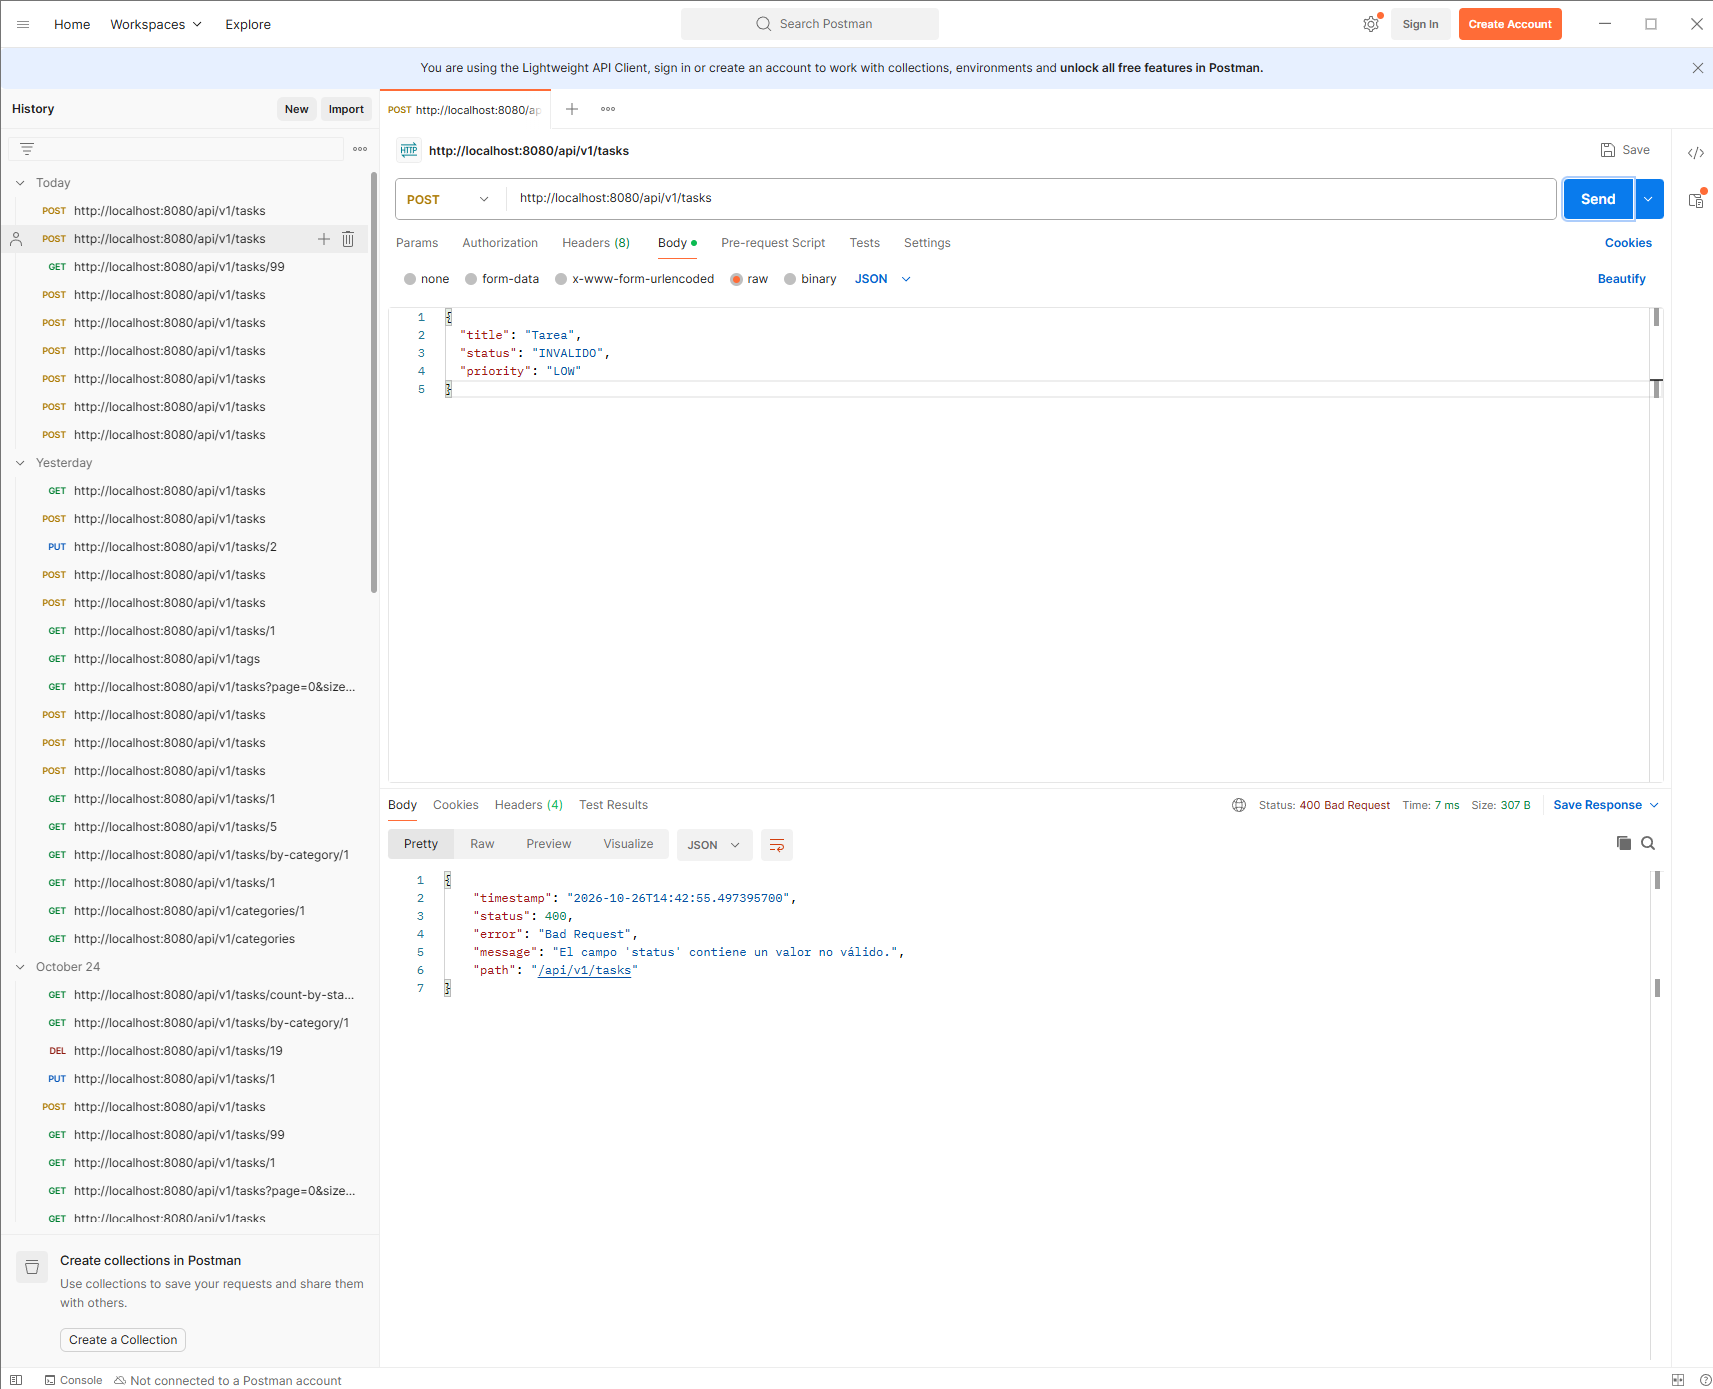 Home Workspaces Explore Search Postman Sign In Create Account
You are using the Lightweight API Client, sign in or create an account to work with collections, environments and unlock all free features in Postman.
History New Import
Today
POST http://localhost:8080/api/v1/tasks
POST http://localhost:8080/api/v1/tasks
GET http://localhost:8080/api/v1/tasks/99
POST http://localhost:8080/api/v1/tasks
POST http://localhost:8080/api/v1/tasks
POST http://localhost:8080/api/v1/tasks
POST http://localhost:8080/api/v1/tasks
POST http://localhost:8080/api/v1/tasks
POST http://localhost:8080/api/v1/tasks
Yesterday
GET http://localhost:8080/api/v1/tasks
POST http://localhost:8080/api/v1/tasks
PUT http://localhost:8080/api/v1/tasks/2
POST http://localhost:8080/api/v1/tasks
POST http://localhost:8080/api/v1/tasks
GET http://localhost:8080/api/v1/tasks/1
GET http://localhost:8080/api/v1/tags
GET http://localhost:8080/api/v1/tasks?page=0&size...
POST http://localhost:8080/api/v1/tasks
POST http://localhost:8080/api/v1/tasks
POST http://localhost:8080/api/v1/tasks
GET http://localhost:8080/api/v1/tasks/1
GET http://localhost:8080/api/v1/tasks/5
GET http://localhost:8080/api/v1/tasks/by-category/1
GET http://localhost:8080/api/v1/tasks/1
GET http://localhost:8080/api/v1/categories/1
GET http://localhost:8080/api/v1/categories
October 24
GET http://localhost:8080/api/v1/tasks/count-by-sta...
GET http://localhost:8080/api/v1/tasks/by-category/1
DEL http://localhost:8080/api/v1/tasks/19
PUT http://localhost:8080/api/v1/tasks/1
POST http://localhost:8080/api/v1/tasks
GET http://localhost:8080/api/v1/tasks/99
GET http://localhost:8080/api/v1/tasks/1
GET http://localhost:8080/api/v1/tasks?page=0&size...
GET http://localhost:8080/api/v1/tasks
Create collections in Postman
Use collections to save your requests and share them
with others.
Create a Collection
POST http://localhost:8080/ap
HTTP http://localhost:8080/api/v1/tasks Save
POST http://localhost:8080/api/v1/tasks Send
Params Authorization Headers (8) Body Pre-request Script Tests Settings Cookies
none form-data x-www-form-urlencoded raw binary JSON Beautify
1 {
2 "title": "Tarea",
3 "status": "INVALIDO",
4 "priority": "LOW"
5 }
Body Cookies Headers (4) Test Results Status: 400 Bad Request Time: 7 ms Size: 307 B Save Response
Pretty Raw Preview Visualize JSON
1 {
2 "timestamp": "2026-10-26T14:42:55.497395700",
3 "status": 400,
4 "error": "Bad Request",
5 "message": "El campo 'status' contiene un valor no válido.",
6 "path": "/api/v1/tasks"
7 }
Console Not connected to a Postman account